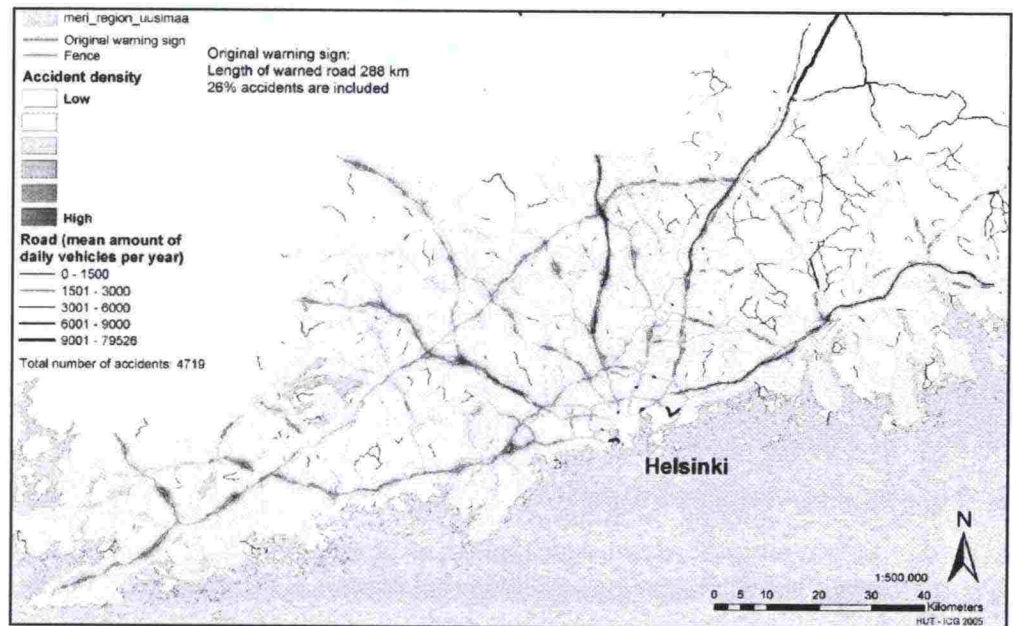 meri_region_uusimaa
Original warning sign
Fence
Accident density
Low
High
Road (mean amount of
daily vehicles per year)
0 - 1500
1501 - 3000
3001 - 6000
6001 - 9000
9001 - 79526
Total number of accidents: 4719
Original warning sign:
Length of warned road 288 km
26% accidents are included
Helsinki
N
1:500,000
0 5 10 20 30 40
Kilometers
HUT - ICG 2005